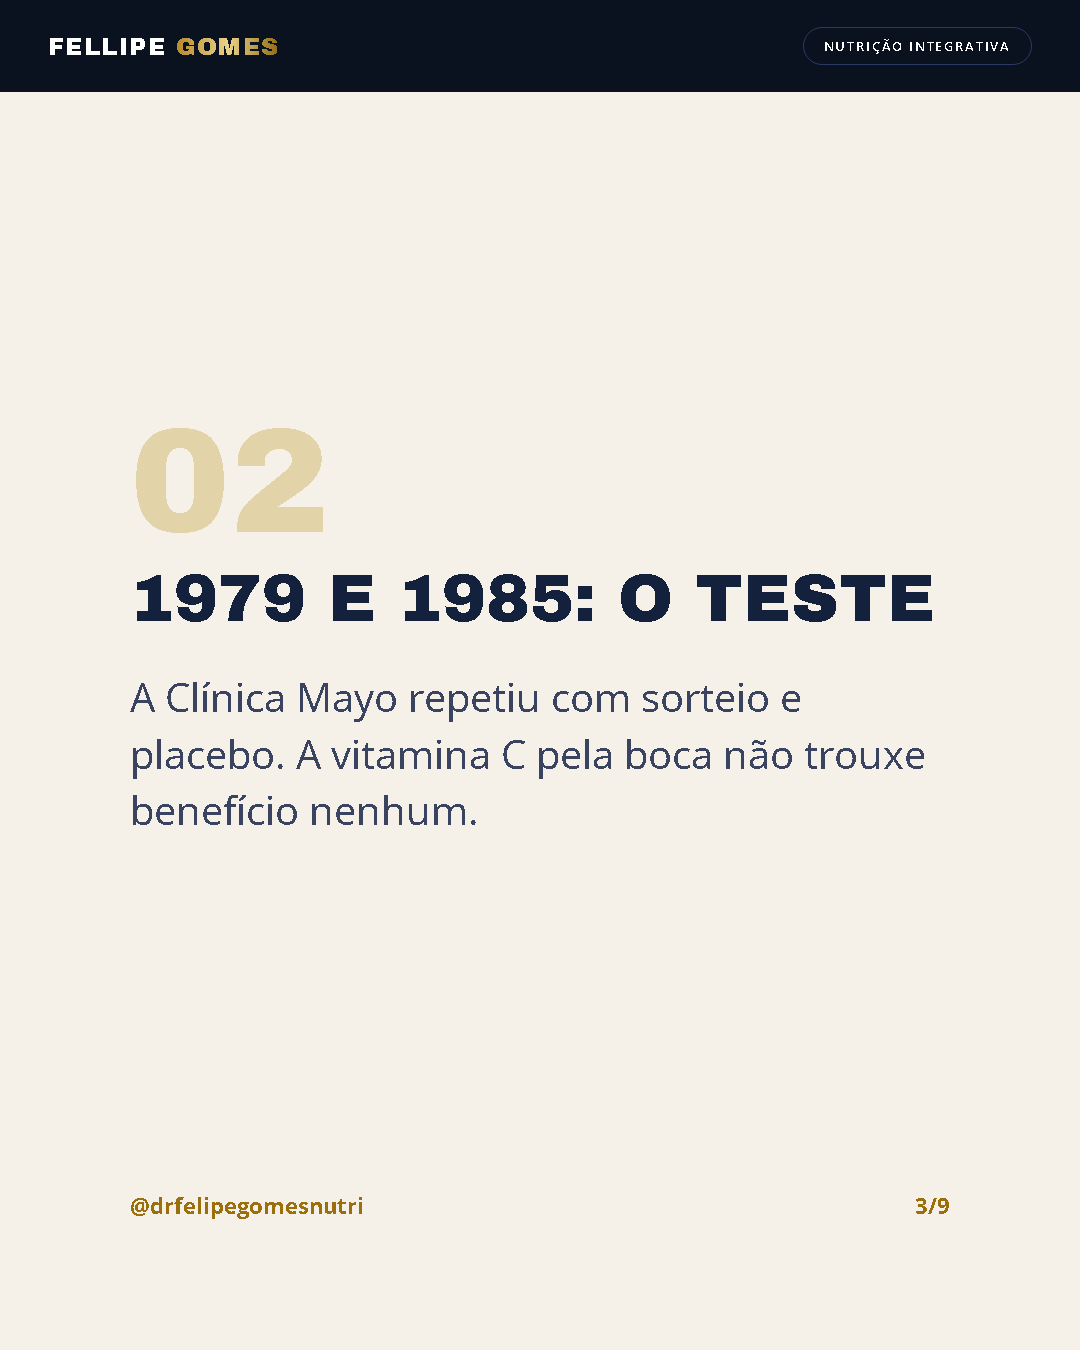 FELLIPE GOMES
NUTRIÇÃO INTEGRATIVA
02
1979 E 1985: O TESTE
A Clínica Mayo repetiu com sorteio e
placebo. A vitamina C pela boca não trouxe
benefício nenhum.
@drfelipegomesnutri
3/9